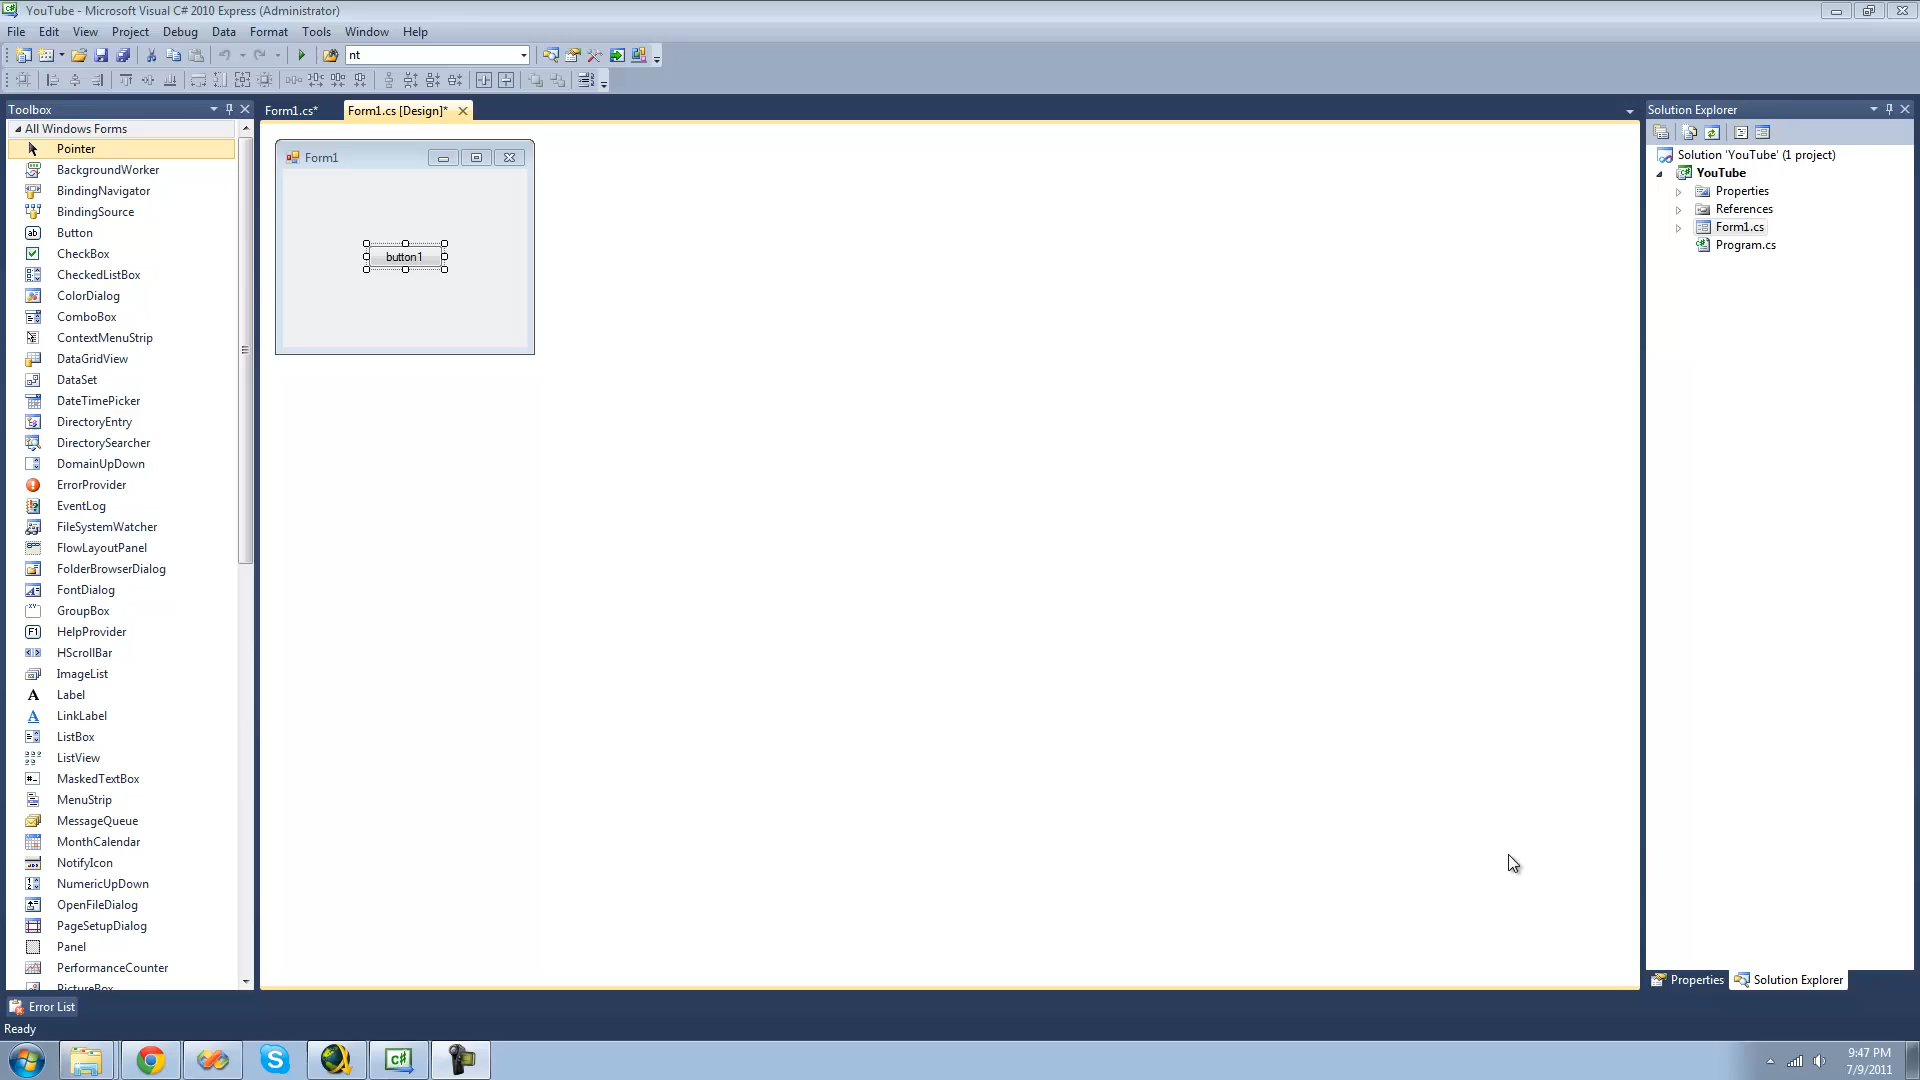 YouTube - Microsoft Visual C# 2010 Express (Administrator)
File Edit View Project Debug Data Format Tools Window Help
nt
Toolbox
All Windows Forms
Pointer
BackgroundWorker
BindingNavigator
BindingSource
Button
CheckBox
CheckedListBox
ColorDialog
ComboBox
ContextMenuStrip
DataGridView
DataSet
DateTimePicker
DirectoryEntry
DirectorySearcher
DomainUpDown
ErrorProvider
EventLog
FileSystemWatcher
FlowLayoutPanel
FolderBrowserDialog
FontDialog
GroupBox
HelpProvider
HScrollBar
ImageList
Label
LinkLabel
ListBox
ListView
MaskedTextBox
MenuStrip
MessageQueue
MonthCalendar
NotifyIcon
NumericUpDown
OpenFileDialog
PageSetupDialog
Panel
PerformanceCounter
PictureBox
Form1.cs* Form1.cs [Design]*
Form1
button1
Solution Explorer
Solution 'YouTube' (1 project)
YouTube
Properties
References
Form1.cs
Program.cs
Properties Solution Explorer
Error List
Ready
9:47 PM
7/9/2011